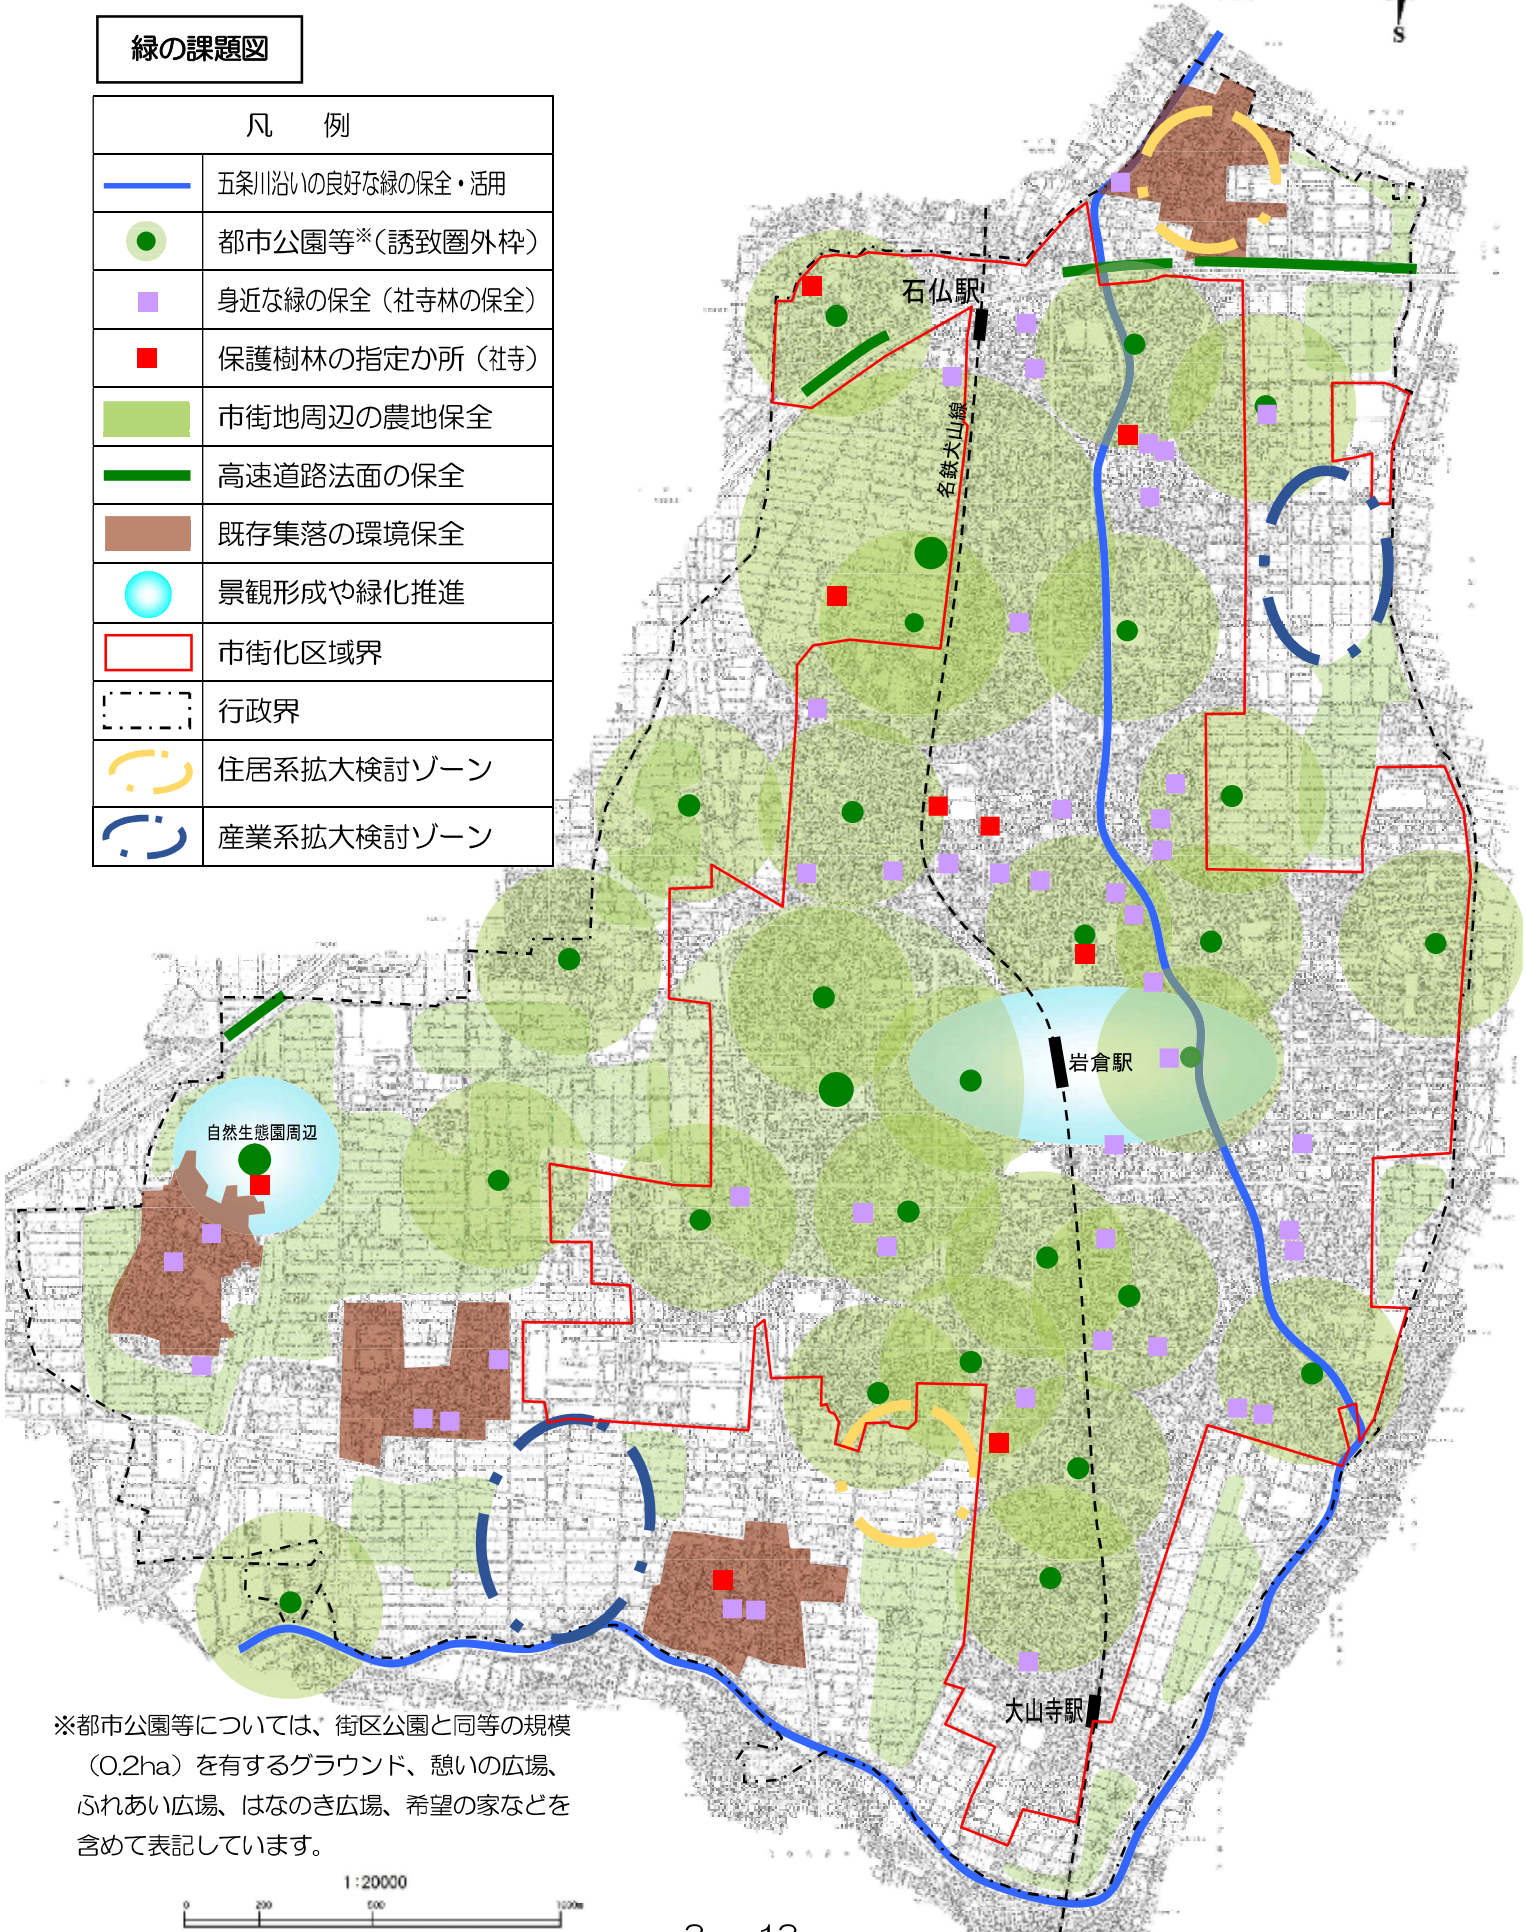 S
緑の課題図
凡　例
五条川沿いの良好な緑の保全・活用
都市公園等※（誘致圏外枠）
身近な緑の保全（社寺林の保全）
保護樹林の指定か所（社寺）
市街地周辺の農地保全
高速道路法面の保全
既存集落の環境保全
景観形成や緑化推進
市街化区域界
行政界
住居系拡大検討ゾーン
産業系拡大検討ゾーン
石仏駅
名鉄犬山線
岩倉駅
自然生態園周辺
大山寺駅
※都市公園等については、街区公園と同等の規模
（0.2ha）を有するグラウンド、憩いの広場、
ふれあい広場、はなのき広場、希望の家などを
含めて表記しています。
1:20000
0 200 500 1000m